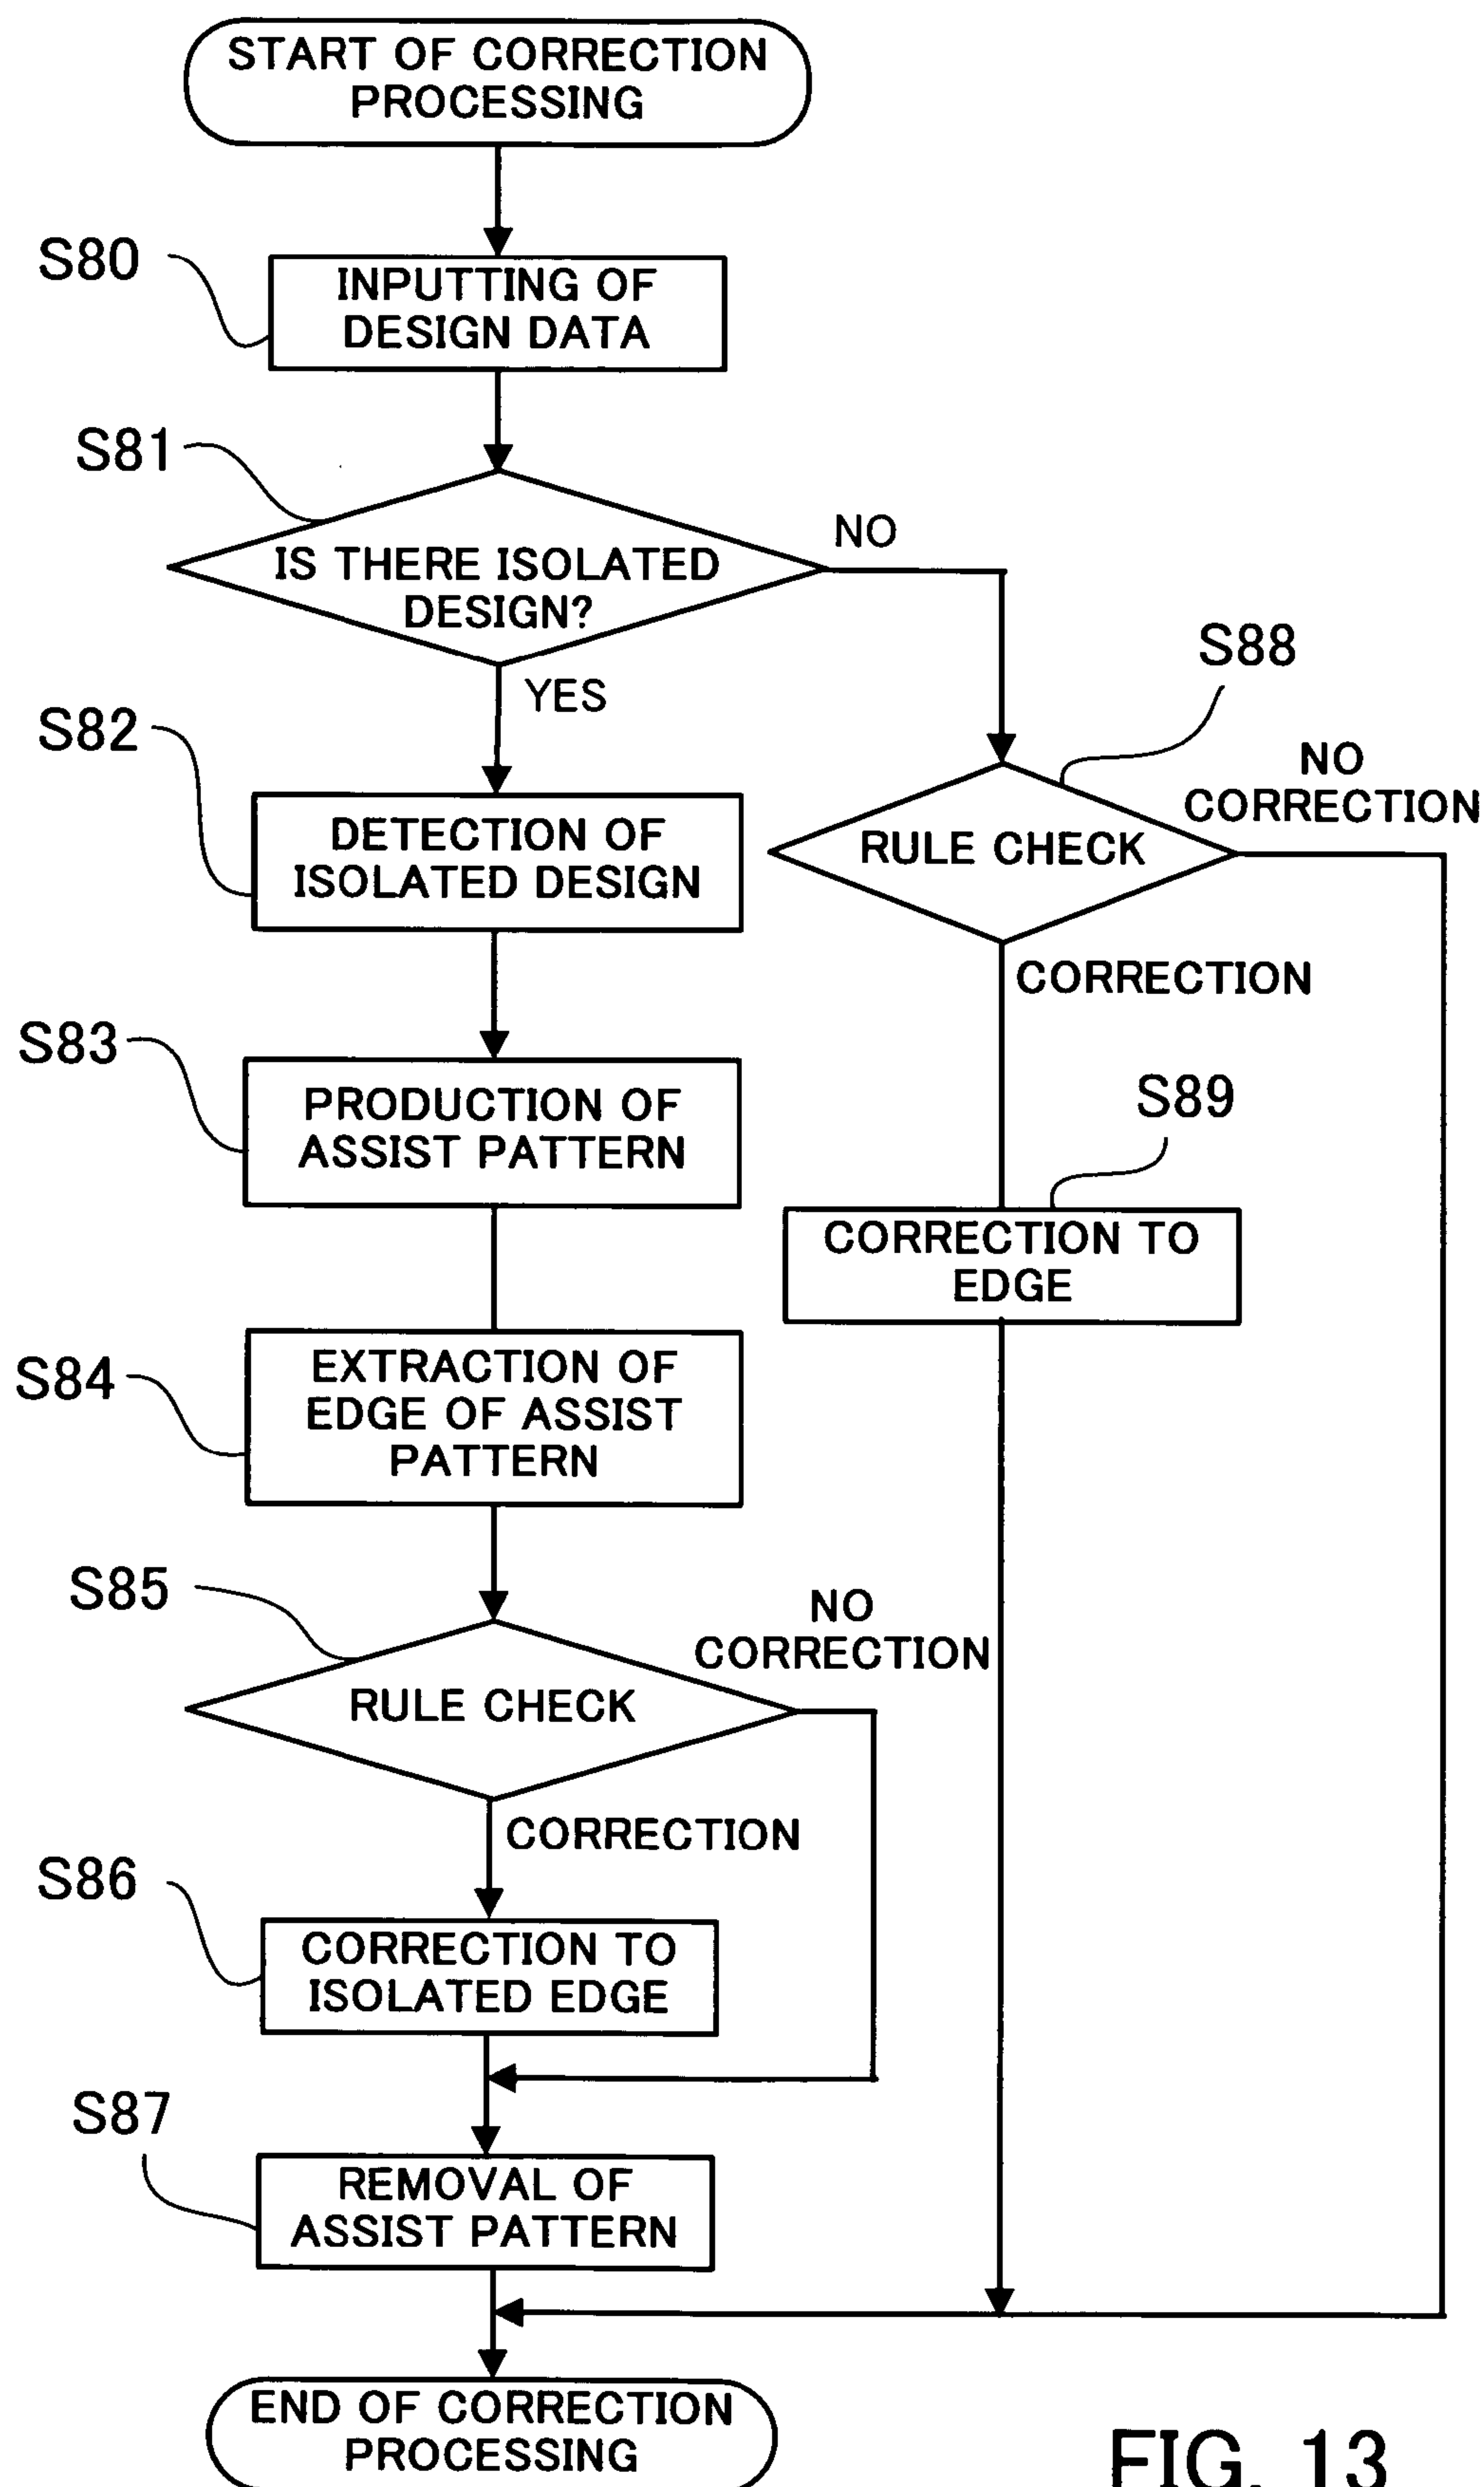 START OF CORRECTION
PROCESSING
S80
INPUTTING OF
DESIGN DATA
S81
IS THERE ISOLATED
DESIGN?
NO
YES
S82
DETECTION OF
ISOLATED DESIGN
S88
RULE CHECK
NO
CORRECTION
CORRECTION
S83
PRODUCTION OF
ASSIST PATTERN
S89
CORRECTION TO
EDGE
S84
EXTRACTION OF
EDGE OF ASSIST
PATTERN
S85
RULE CHECK
NO
CORRECTION
CORRECTION
S86
CORRECTION TO
ISOLATED EDGE
S87
REMOVAL OF
ASSIST PATTERN
END OF CORRECTION
PROCESSING
FIG. 13